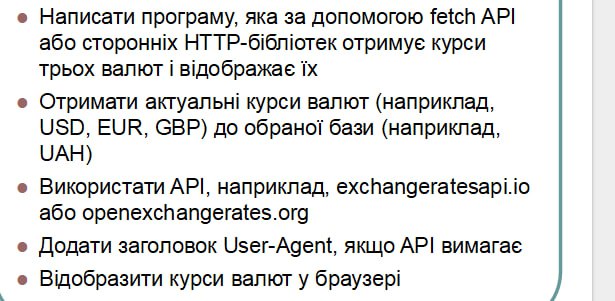 Написати програму, яка за допомогою fetch API
або сторонніх HTTP-бібліотек отримує курси
трьох валют і відображає їх
Отримати актуальні курси валют (наприклад,
USD, EUR, GBP) до обраної бази (наприклад,
UAH)
Використати API, наприклад, exchangeratesapi.io
або openexchangerates.org
Додати заголовок User-Agent, якщо API вимагає
Відобразити курси валют у браузері